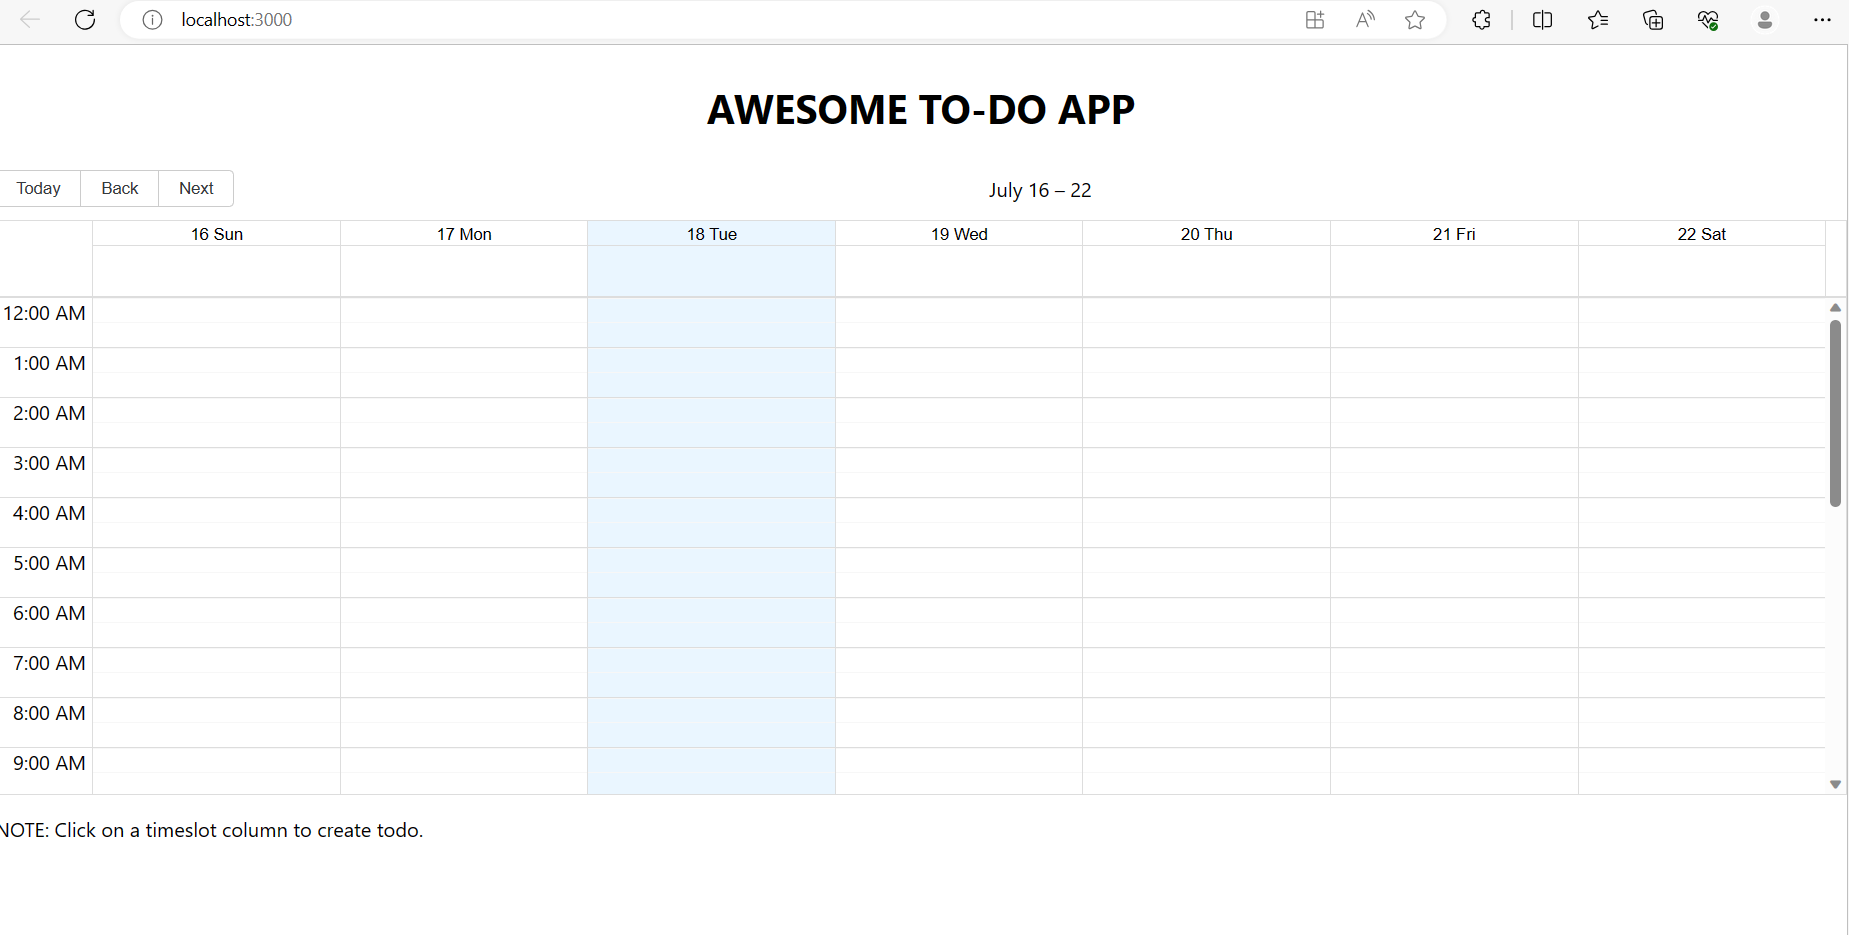 localhost:3000
AWESOME TO-DO APP
Today Back Next July 16 – 22
16 Sun 17 Mon 18 Tue 19 Wed 20 Thu 21 Fri 22 Sat
12:00 AM
1:00 AM
2:00 AM
3:00 AM
4:00 AM
5:00 AM
6:00 AM
7:00 AM
8:00 AM
9:00 AM
NOTE: Click on a timeslot column to create todo.